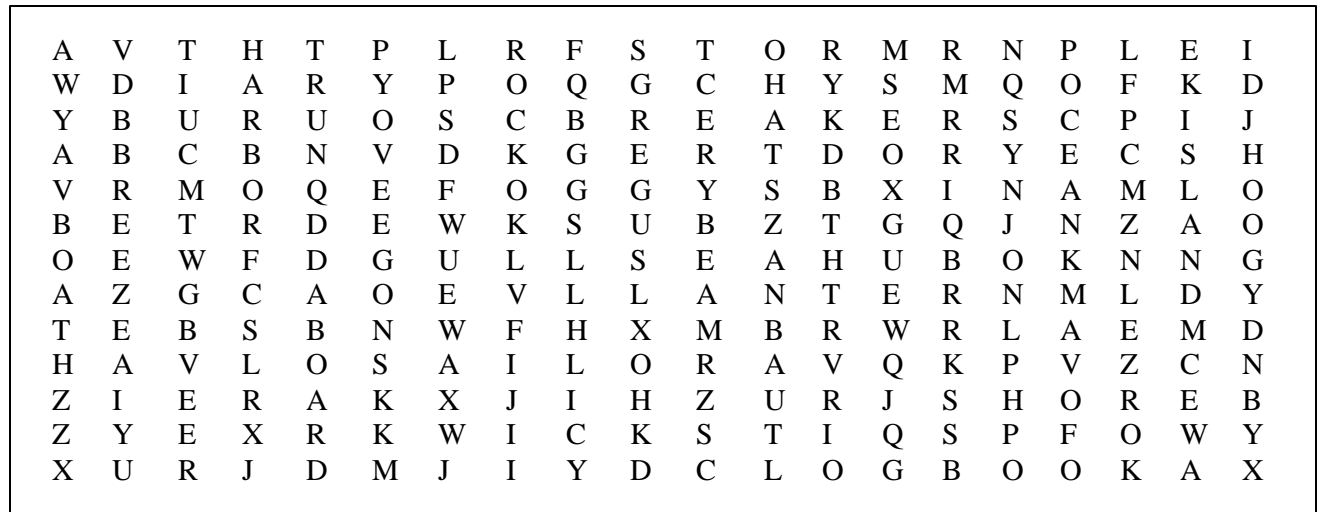 A V T H T P L R F S T O R M R N P L E I
W D I A R Y P O Q G C H Y S M Q O F K D
Y B U R U O S C B R E A K E R S C P I J
A B C B N V D K G E R T D O R Y E C S H
V R M O Q E F O G G Y S B X I N A M L O
B E T R D E W K S U B Z T G Q J N Z A O
O E W F D G U L L S E A H U B O K N N G
A Z G C A O E V L L A N T E R N M L D Y
T E B S B N W F H X M B R W R L A E M D
H A V L O S A I L O R A V Q K P V Z C N
Z I E R A K X J I H Z U R J S H O R E B
Z Y E X R K W I C K S T I Q S P F O W Y
X U R J D M J I Y D C L O G B O O K A X